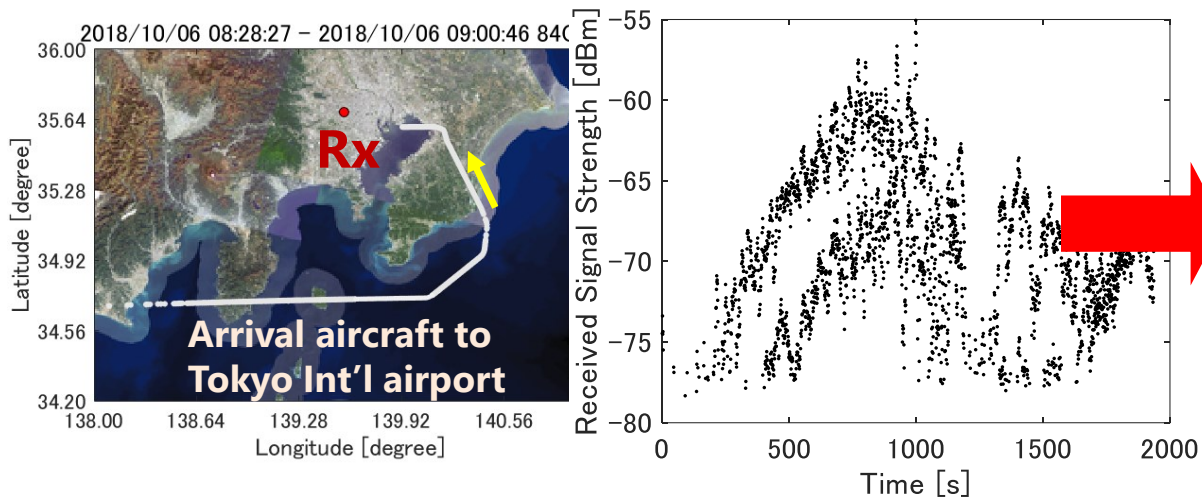 2018/10/06 08:28:27 - 2018/10/06 09:00:46 84
36.00
35.64
35.28
34.92
34.56
34.20
Latitude [degree]
Rx
Arrival aircraft to
Tokyo Int'l airport
138.00 138.64 139.28 139.92 140.56
Longitude [degree]
Received Signal Strength [dBm]
-55
-60
-65
-70
-75
-80
0 500 1000 1500 2000
Time [s]